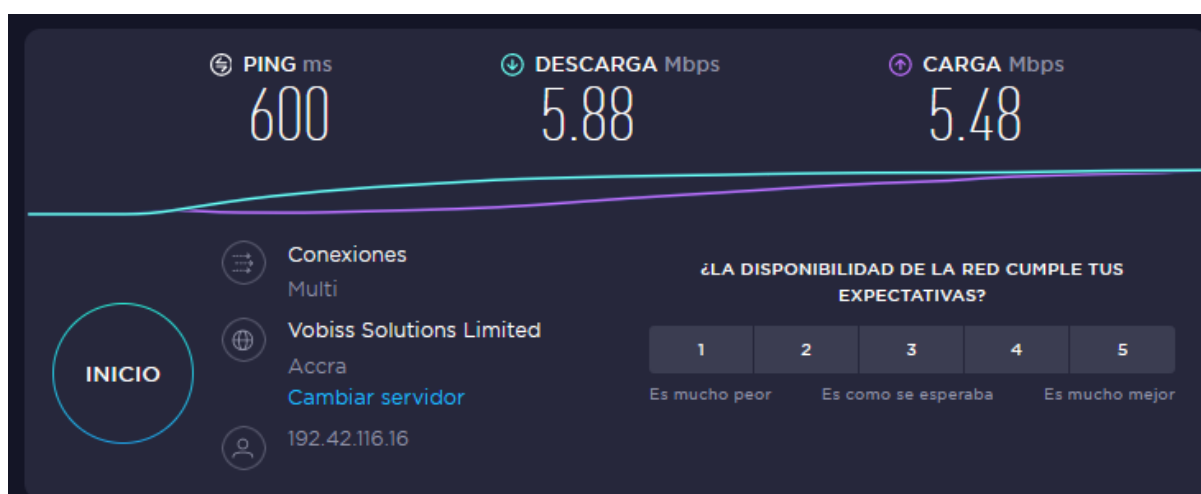 PING ms
600
DESCARGA Mbps
5.88
CARGA Mbps
5.48
INICIO
Conexiones
Multi
Vobiss Solutions Limited
Accra
Cambiar servidor
192.42.116.16
¿LA DISPONIBILIDAD DE LA RED CUMPLE TUS
EXPECTATIVAS?
1 2 3 4 5
Es mucho peor Es como se esperaba Es mucho mejor